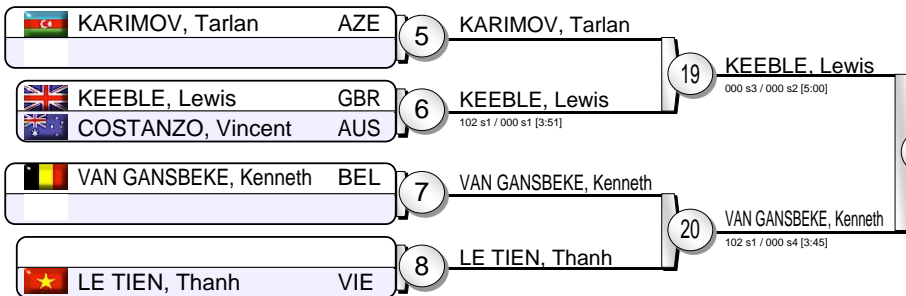 KARIMOV, Tarlan AZE
5
KARIMOV, Tarlan
19
KEEBLE, Lewis
000 s3 / 000 s2 [5:00]
KEEBLE, Lewis GBR
COSTANZO, Vincent AUS
6
KEEBLE, Lewis
102 s1 / 000 s1 [3:51]
VAN GANSBEKE, Kenneth BEL
7
VAN GANSBEKE, Kenneth
20
VAN GANSBEKE, Kenneth
102 s1 / 000 s4 [3:45]
LE TIEN, Thanh VIE
8
LE TIEN, Thanh